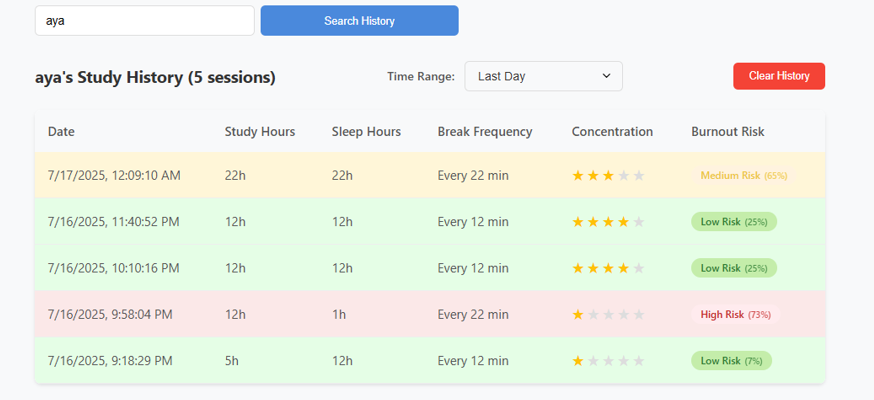 aya Search History
aya's Study History (5 sessions) Time Range: Last Day Clear History
Date Study Hours Sleep Hours Break Frequency Concentration Burnout Risk
7/17/2025, 12:09:10 AM 22h 22h Every 22 min ★★★★★ Medium Risk (65%)
7/16/2025, 11:40:52 PM 12h 12h Every 12 min ★★★★★ Low Risk (25%)
7/16/2025, 10:10:16 PM 12h 12h Every 12 min ★★★★★ Low Risk (25%)
7/16/2025, 9:58:04 PM 12h 1h Every 22 min ★★★★★ High Risk (73%)
7/16/2025, 9:18:29 PM 5h 12h Every 12 min ★★★★★ Low Risk (7%)